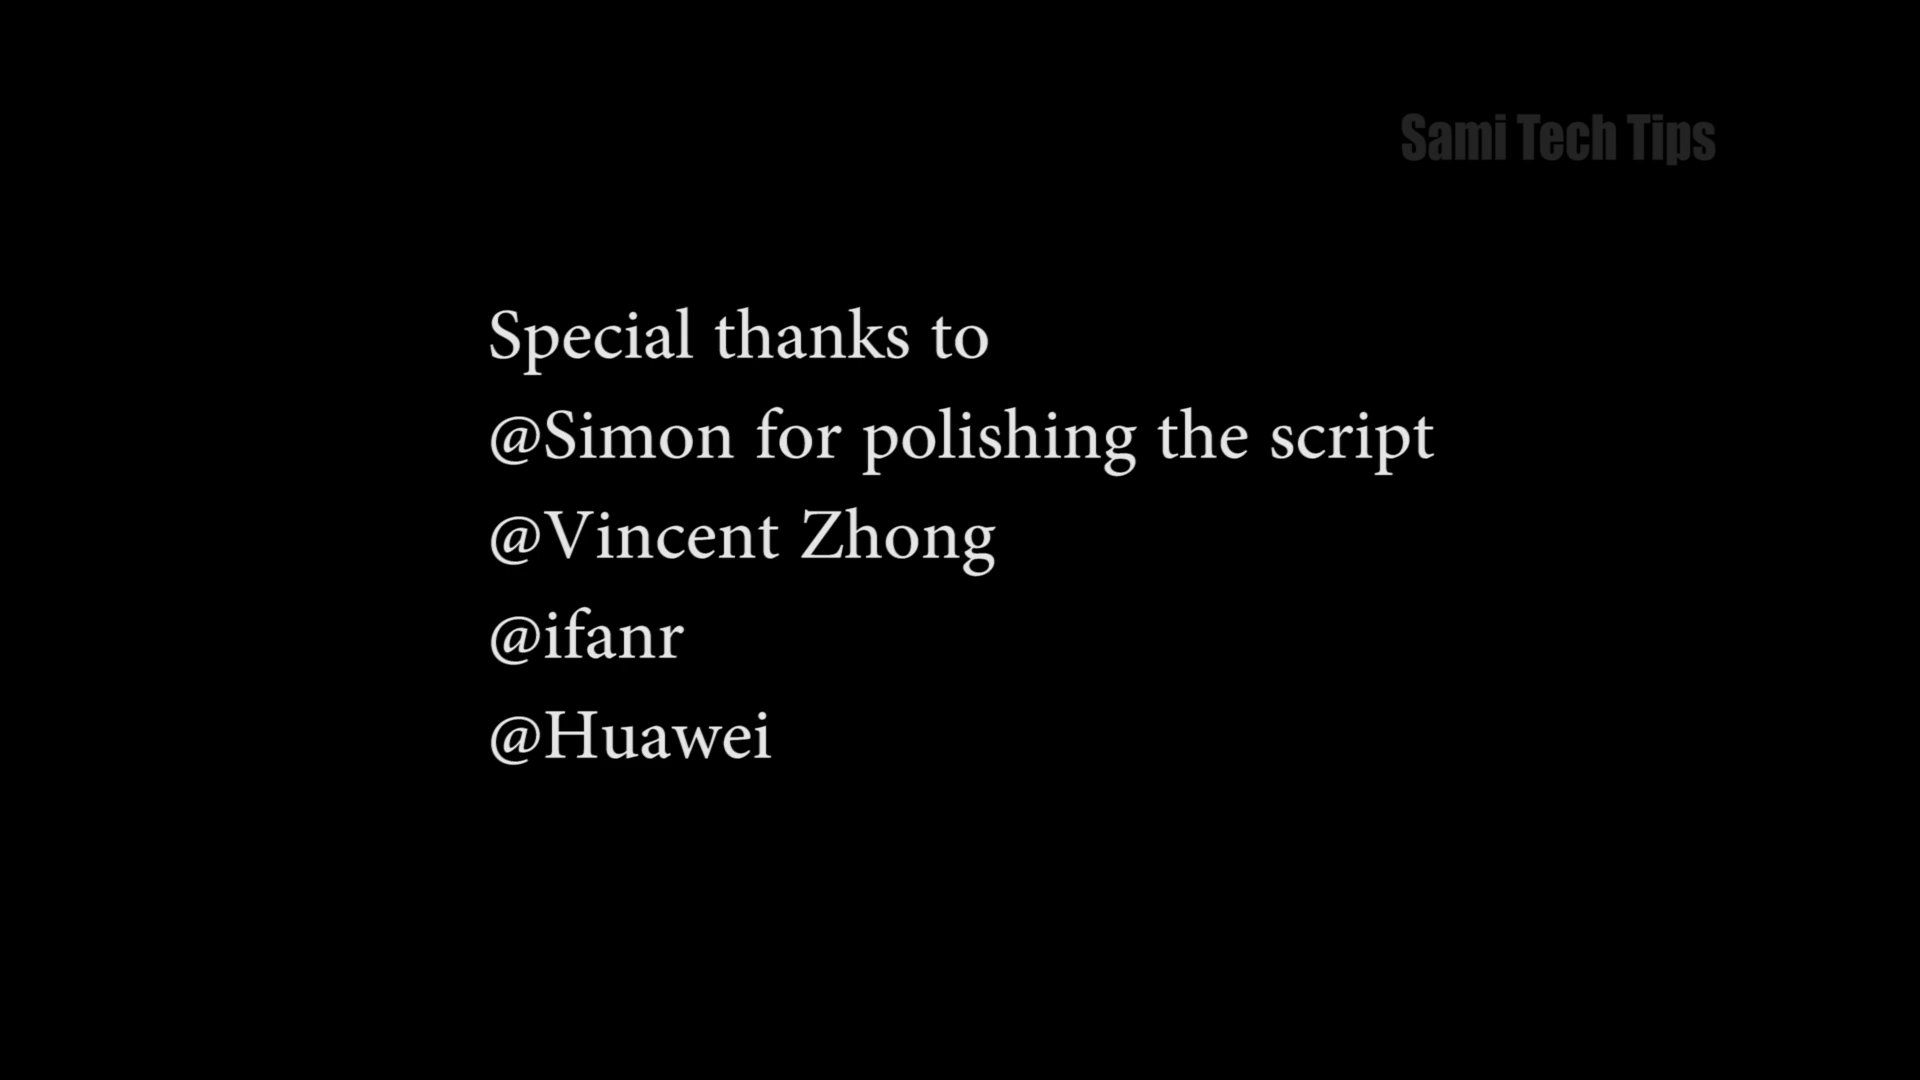 Sami Tech Tips
Special thanks to
@Simon for polishing the script
@Vincent Zhong
@ifanr
@Huawei